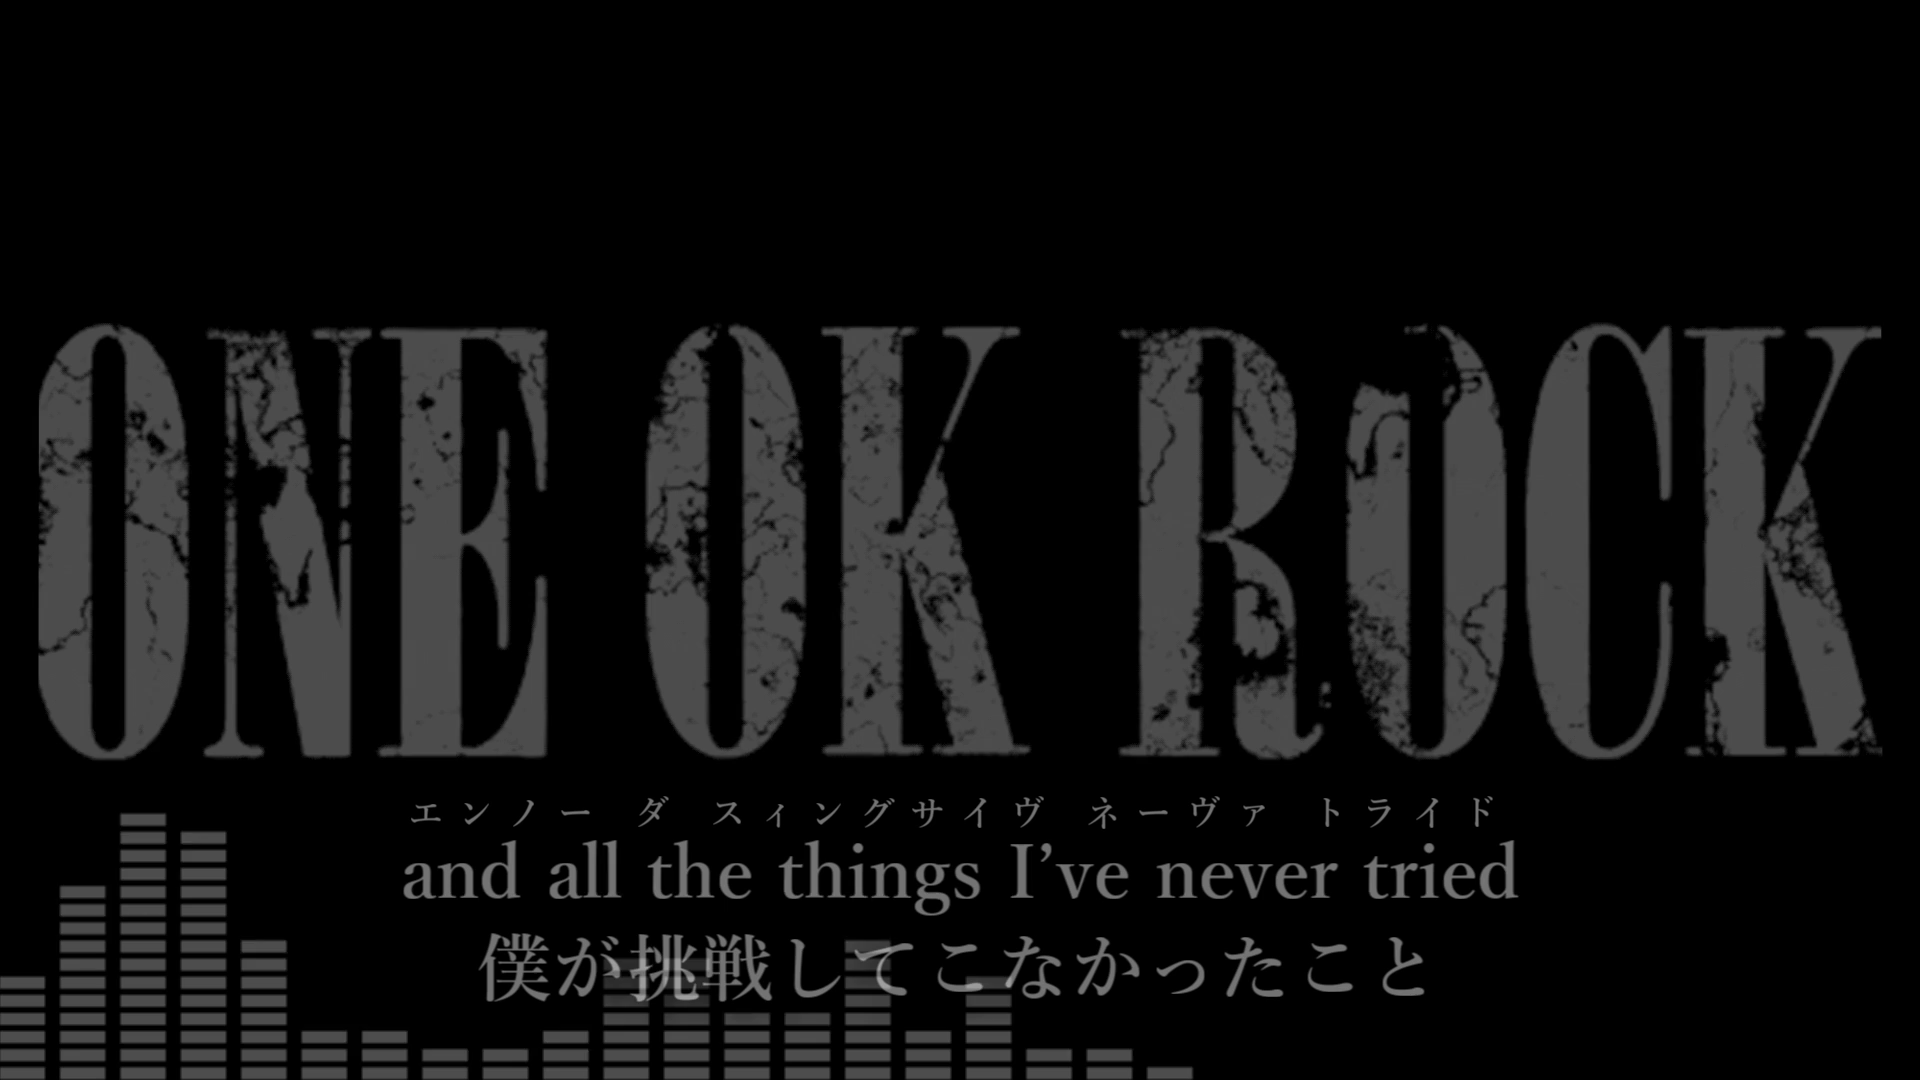 ONE OK ROCK
エンノー ダ スィングサイヴ ネーヴァ トライド
and all the things I’ve never tried
僕が挑戦してこなかったこと